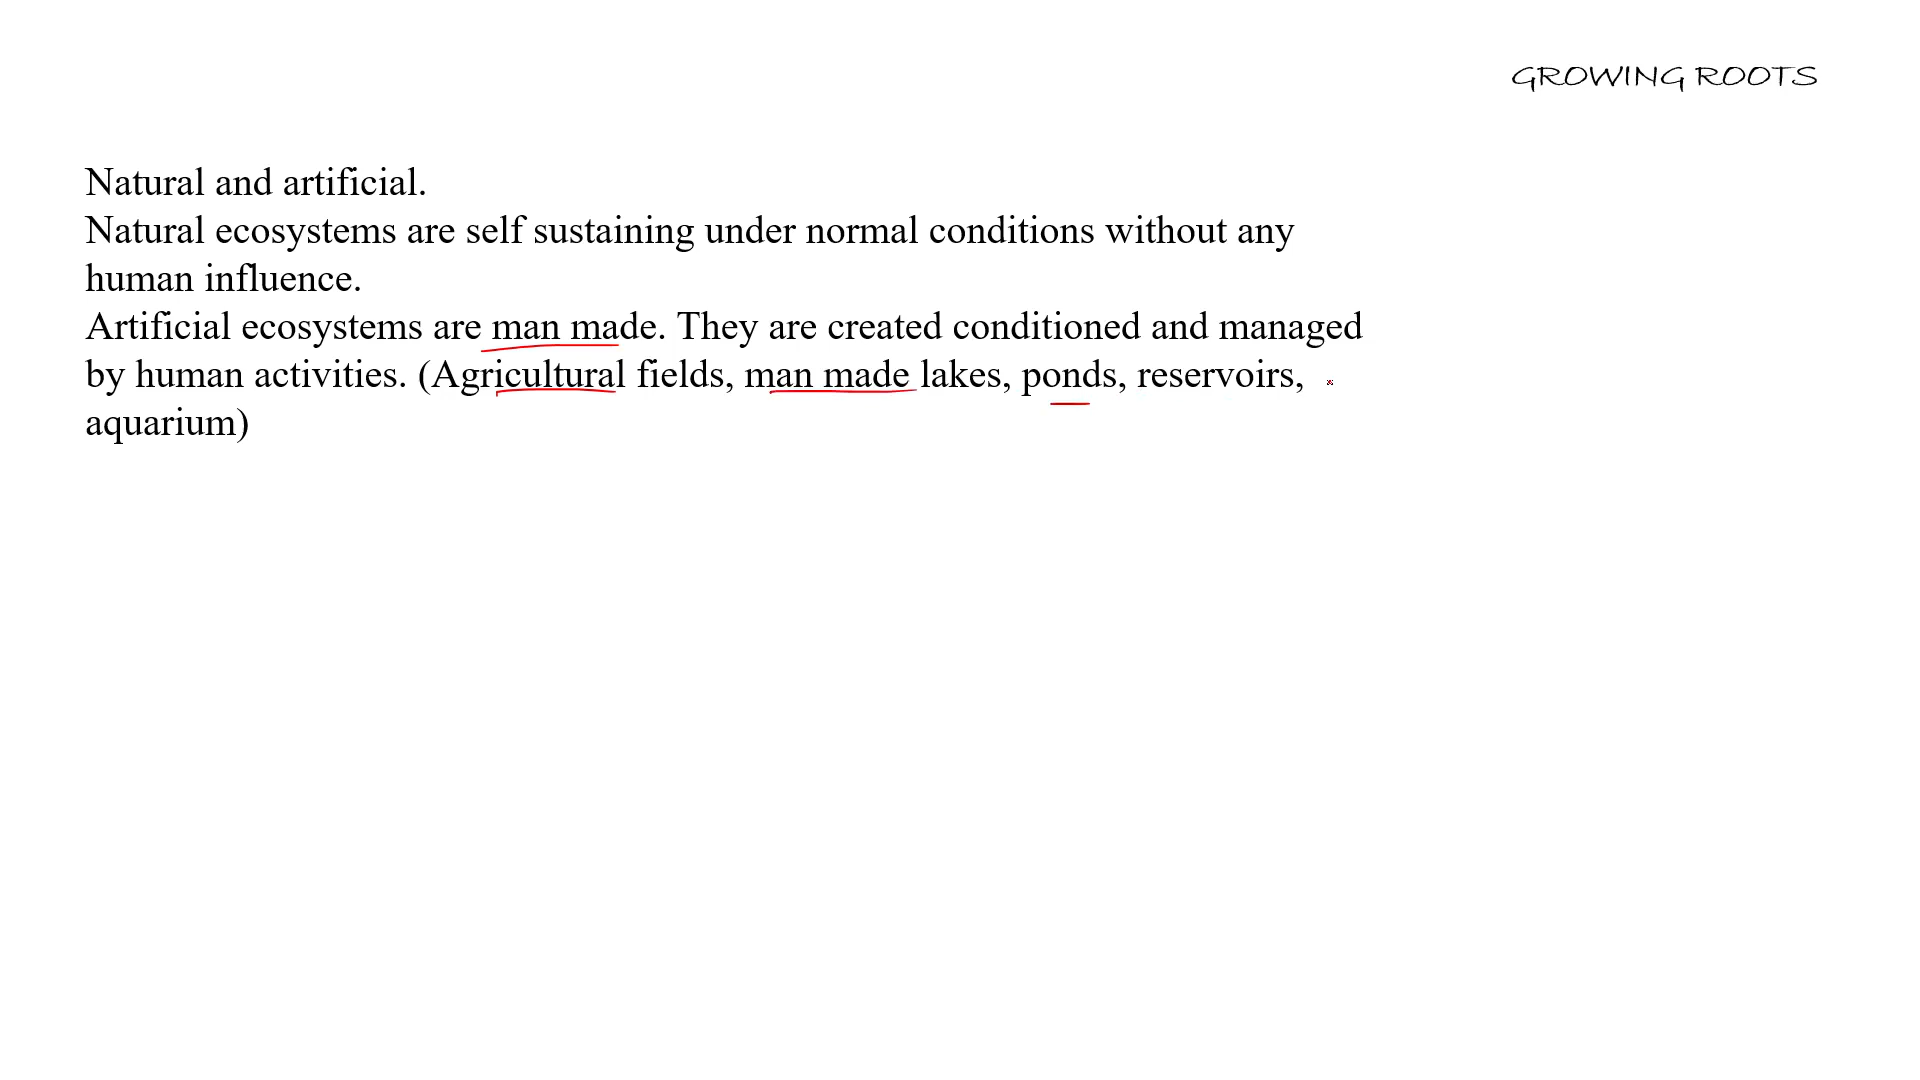 GROWING ROOTS
Natural and artificial.
Natural ecosystems are self sustaining under normal conditions without any
human influence.
Artificial ecosystems are man made. They are created conditioned and managed
by human activities. (Agricultural fields, man made lakes, ponds, reservoirs,
aquarium)